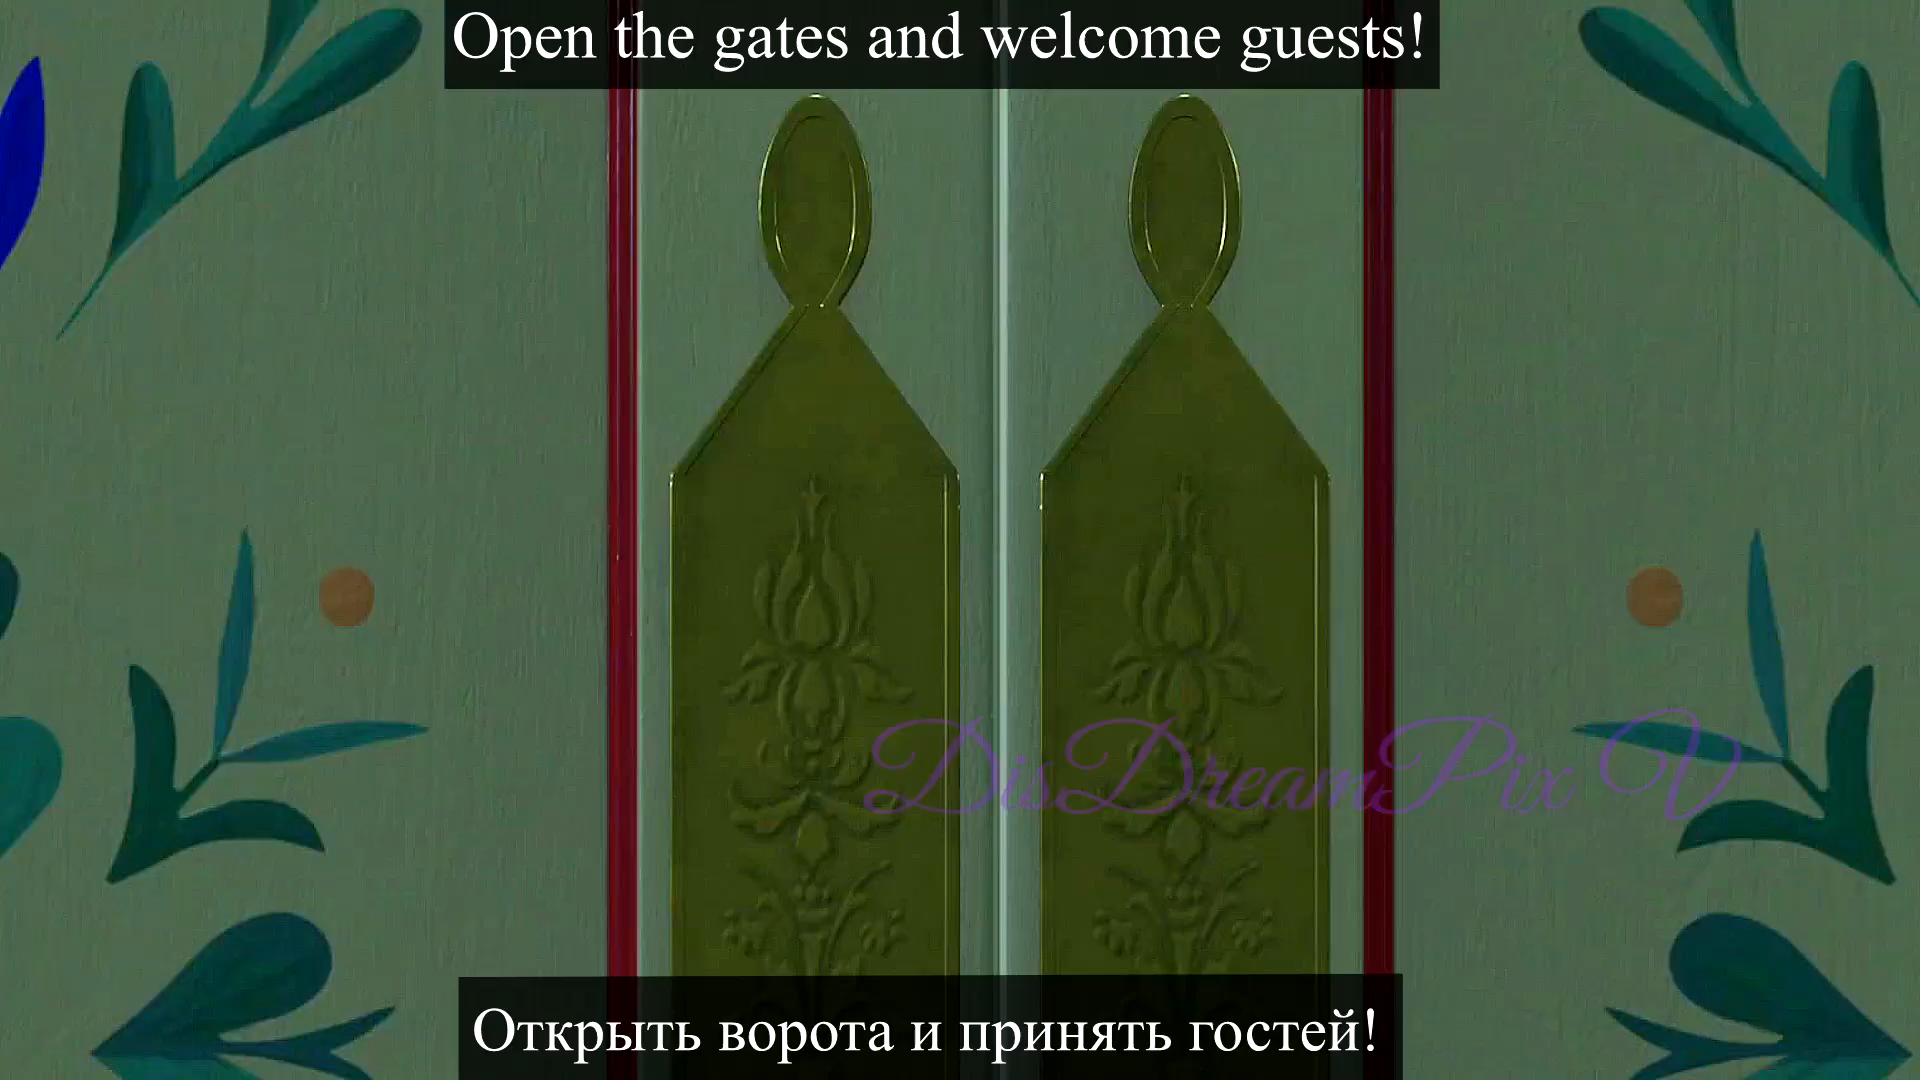 Open the gates and welcome guests!
DisDreamPix V
Открыть ворота и принять гостей!